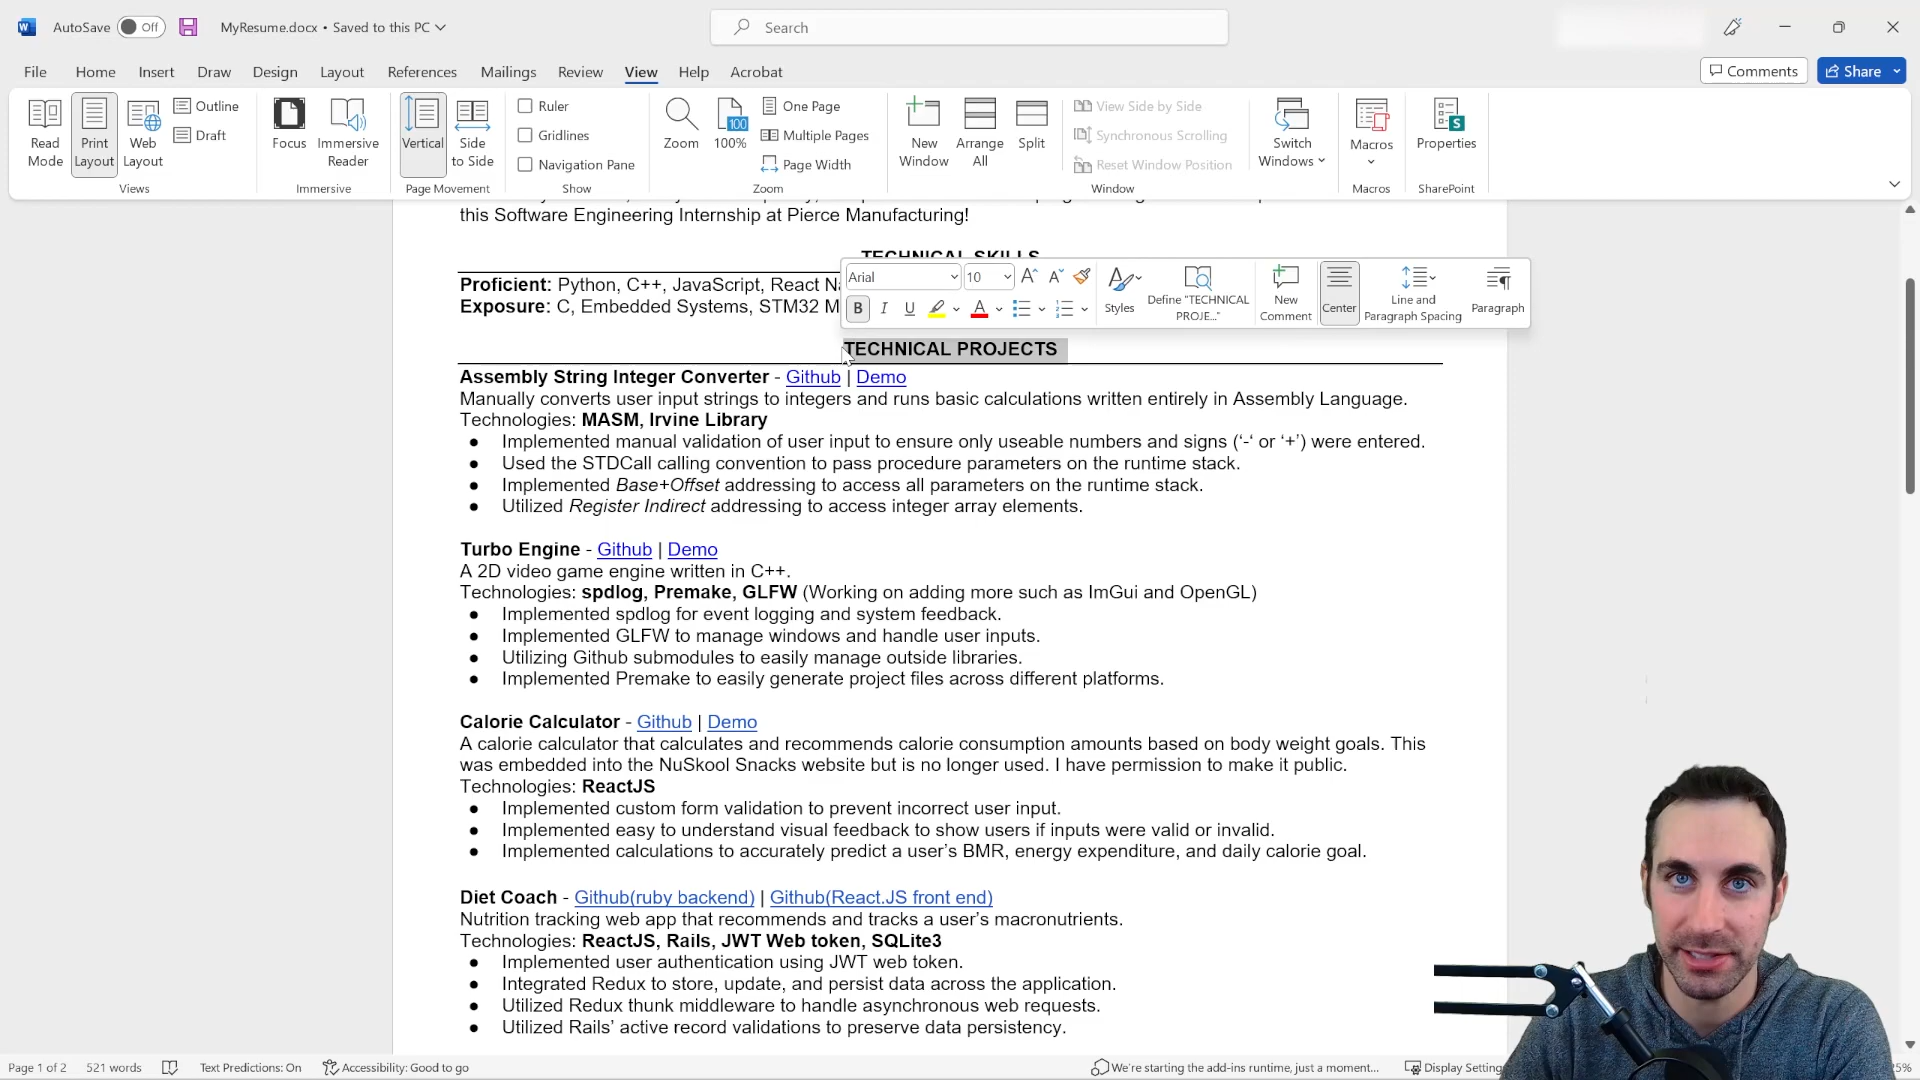 AutoSave Off MyResume.docx • Saved to this PC Search
File Home Insert Draw Design Layout References Mailings Review View Help Acrobat Comments Share
Read Mode
Print Layout
Web Layout
Outline
Draft
Views
Focus
Immersive Reader
Immersive
Vertical
Side to Side
Page Movement
Ruler
Gridlines
Navigation Pane
Show
Zoom
100
100%
One Page
Multiple Pages
Page Width
Zoom
New Window
Arrange All
Split
View Side by Side
Synchronous Scrolling
Reset Window Position
Switch Windows
Window
Macros
Macros
Properties
SharePoint
this Software Engineering Internship at Pierce Manufacturing!
TECHNICAL SKILLS
Proficient: Python, C++, JavaScript, React Na
Exposure: C, Embedded Systems, STM32 M
Arial 10
B I U A
Styles
Define "TECHNICAL PROJE..."
New Comment
Center
Line and Paragraph Spacing
Paragraph
TECHNICAL PROJECTS
Assembly String Integer Converter - Github | Demo
Manually converts user input strings to integers and runs basic calculations written entirely in Assembly Language.
Technologies: MASM, Irvine Library
● Implemented manual validation of user input to ensure only useable numbers and signs (‘-‘ or ‘+’) were entered.
● Used the STDCall calling convention to pass procedure parameters on the runtime stack.
● Implemented Base+Offset addressing to access all parameters on the runtime stack.
● Utilized Register Indirect addressing to access integer array elements.
Turbo Engine - Github | Demo
A 2D video game engine written in C++.
Technologies: spdlog, Premake, GLFW (Working on adding more such as ImGui and OpenGL)
● Implemented spdlog for event logging and system feedback.
● Implemented GLFW to manage windows and handle user inputs.
● Utilizing Github submodules to easily manage outside libraries.
● Implemented Premake to easily generate project files across different platforms.
Calorie Calculator - Github | Demo
A calorie calculator that calculates and recommends calorie consumption amounts based on body weight goals. This
was embedded into the NuSkool Snacks website but is no longer used. I have permission to make it public.
Technologies: ReactJS
● Implemented custom form validation to prevent incorrect user input.
● Implemented easy to understand visual feedback to show users if inputs were valid or invalid.
● Implemented calculations to accurately predict a user’s BMR, energy expenditure, and daily calorie goal.
Diet Coach - Github(ruby backend) | Github(React.JS front end)
Nutrition tracking web app that recommends and tracks a user’s macronutrients.
Technologies: ReactJS, Rails, JWT Web token, SQLite3
● Implemented user authentication using JWT web token.
● Integrated Redux to store, update, and persist data across the application.
● Utilized Redux thunk middleware to handle asynchronous web requests.
● Utilized Rails’ active record validations to preserve data persistency.
Page 1 of 2 521 words Text Predictions: On Accessibility: Good to go We're starting the add-ins runtime, just a moment... Display Setting 5%